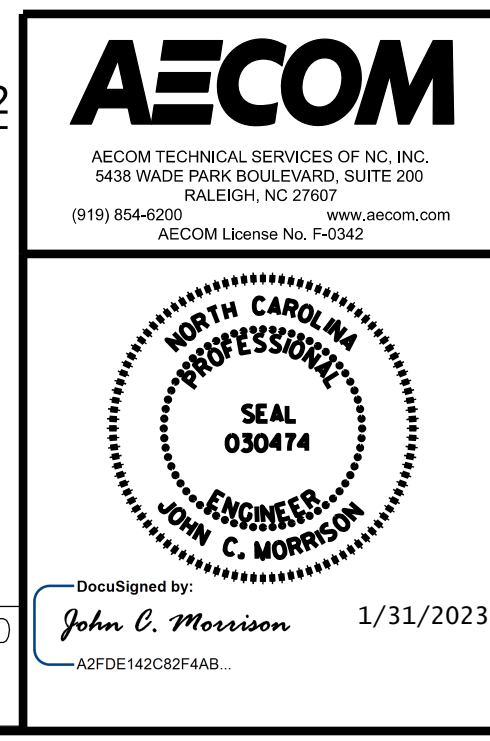 2
AECOM
AECOM TECHNICAL SERVICES OF NC, INC.
5438 WADE PARK BOULEVARD, SUITE 200
RALEIGH, NC 27607
(919) 854-6200 www.aecom.com
AECOM License No. F-0342
NORTH CAROLINA
PROFESSIONAL
SEAL
030474
ENGINEER
JOHN C. MORRISON
DocuSigned by:
John C. Morrison 1/31/2023
A2FDE142C82F4AB...